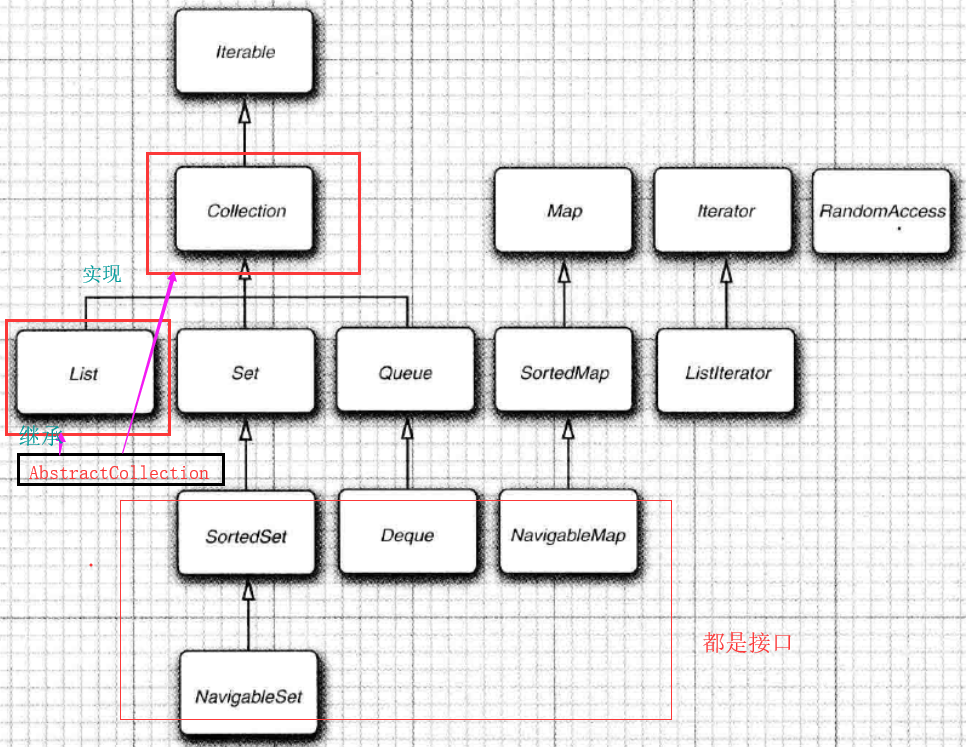 Iterable
Collection
Map
Iterator
RandomAccess
实现
List
Set
Queue
SortedMap
ListIterator
继承
AbstractCollection
SortedSet
Deque
NavigableMap
都是接口
NavigableSet